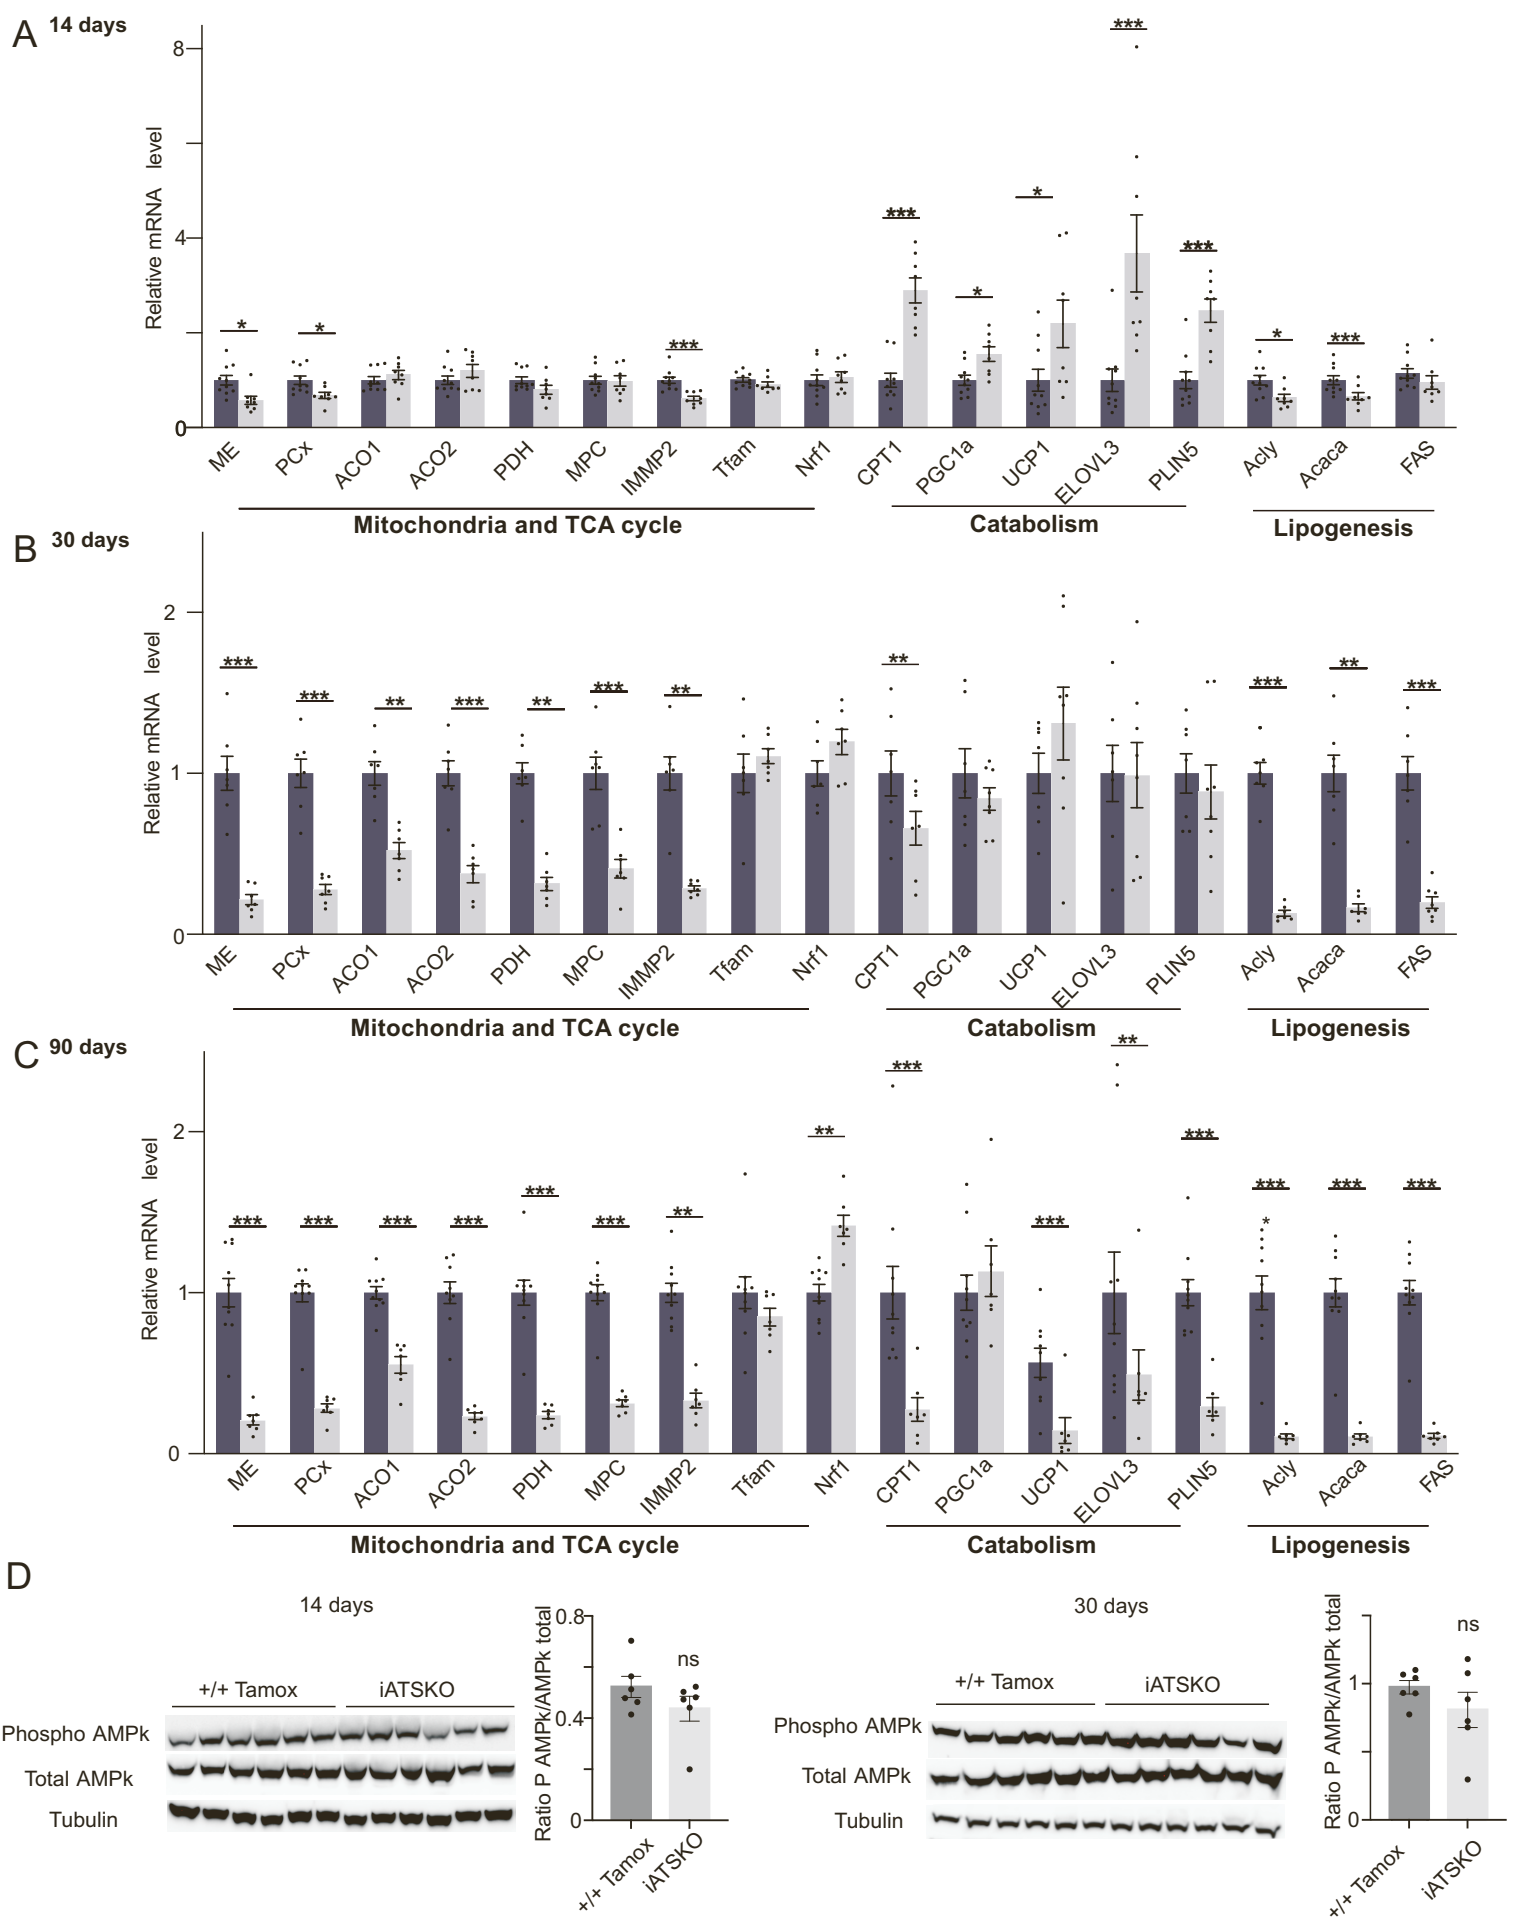 A 14 days
***
8
Relative mRNA level
*
***
4
***
*
* *
***
*
***
0
ME PCx ACO1 ACO2 PDH MPC IMMP2 Tfam Nrf1 CPT1 PGC1a UCP1 ELOVL3 PLIN5 Acly Acaca FAS
Mitochondria and TCA cycle Catabolism Lipogenesis
B 30 days
2
Relative mRNA level
*** *** ** *** ** *** ** ** *** ** ***
1
0
ME PCx ACO1 ACO2 PDH MPC IMMP2 Tfam Nrf1 CPT1 PGC1a UCP1 ELOVL3 PLIN5 Acly Acaca FAS
Mitochondria and TCA cycle Catabolism Lipogenesis
C 90 days
2
Relative mRNA level
*** *** *** *** *** *** ** ** *** *** ** *** *** *** ***
*
1
0
ME PCx ACO1 ACO2 PDH MPC IMMP2 Tfam Nrf1 CPT1 PGC1a UCP1 ELOVL3 PLIN5 Acly Acaca FAS
Mitochondria and TCA cycle Catabolism Lipogenesis
D
14 days
+/+ Tamox iATSKO
Phospho AMPk
Total AMPk
Tubulin
Ratio P AMPk/AMPk total
0.8
ns
0.4
0
+/+ Tamox iATSKO
30 days
+/+ Tamox iATSKO
Phospho AMPk
Total AMPk
Tubulin
Ratio P AMPk/AMPk total
ns
1
0
+/+ Tamox iATSKO